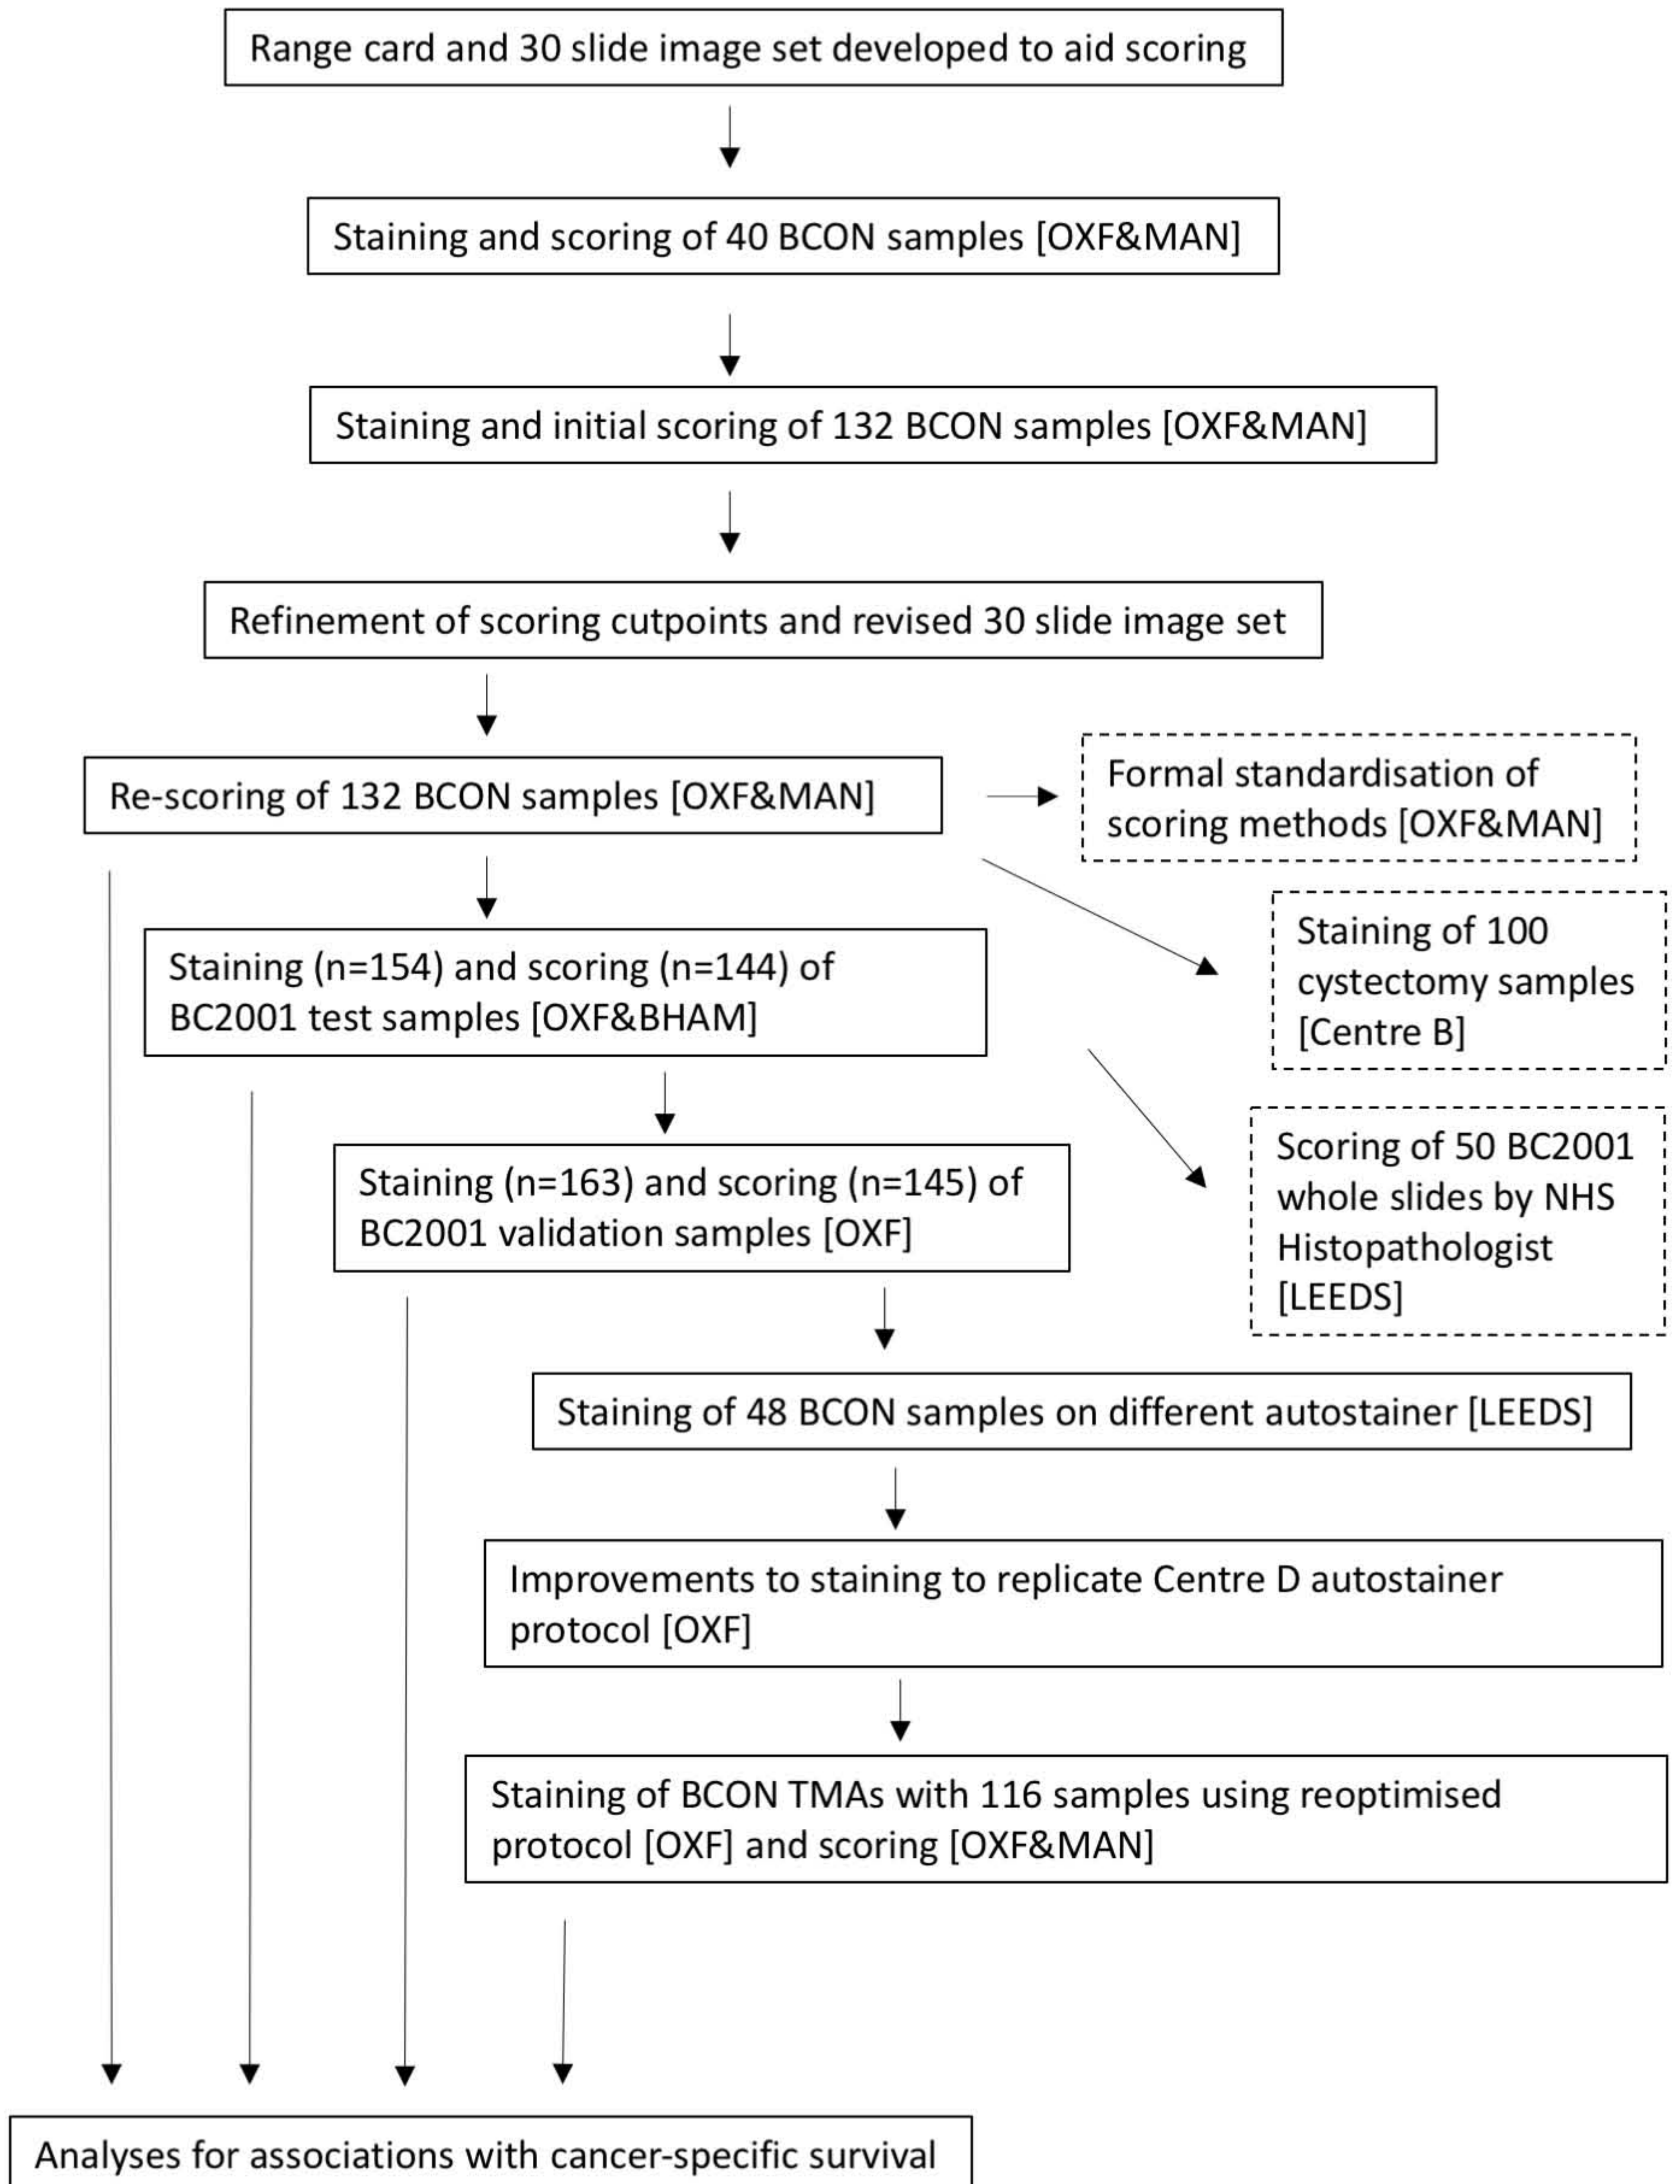 Range card and 30 slide image set developed to aid scoring
Staining and scoring of 40 BCON samples [OXF&MAN]
Staining and initial scoring of 132 BCON samples [OXF&MAN]
Refinement of scoring cutpoints and revised 30 slide image set
Re-scoring of 132 BCON samples [OXF&MAN]
Formal standardisation of
scoring methods [OXF&MAN]
Staining of 100
cystectomy samples
[Centre B]
Staining (n=154) and scoring (n=144) of
BC2001 test samples [OXF&BHAM]
Scoring of 50 BC2001
whole slides by NHS
Histopathologist
[LEEDS]
Staining (n=163) and scoring (n=145) of
BC2001 validation samples [OXF]
Staining of 48 BCON samples on different autostainer [LEEDS]
Improvements to staining to replicate Centre D autostainer
protocol [OXF]
Staining of BCON TMAs with 116 samples using reoptimised
protocol [OXF] and scoring [OXF&MAN]
Analyses for associations with cancer-specific survival